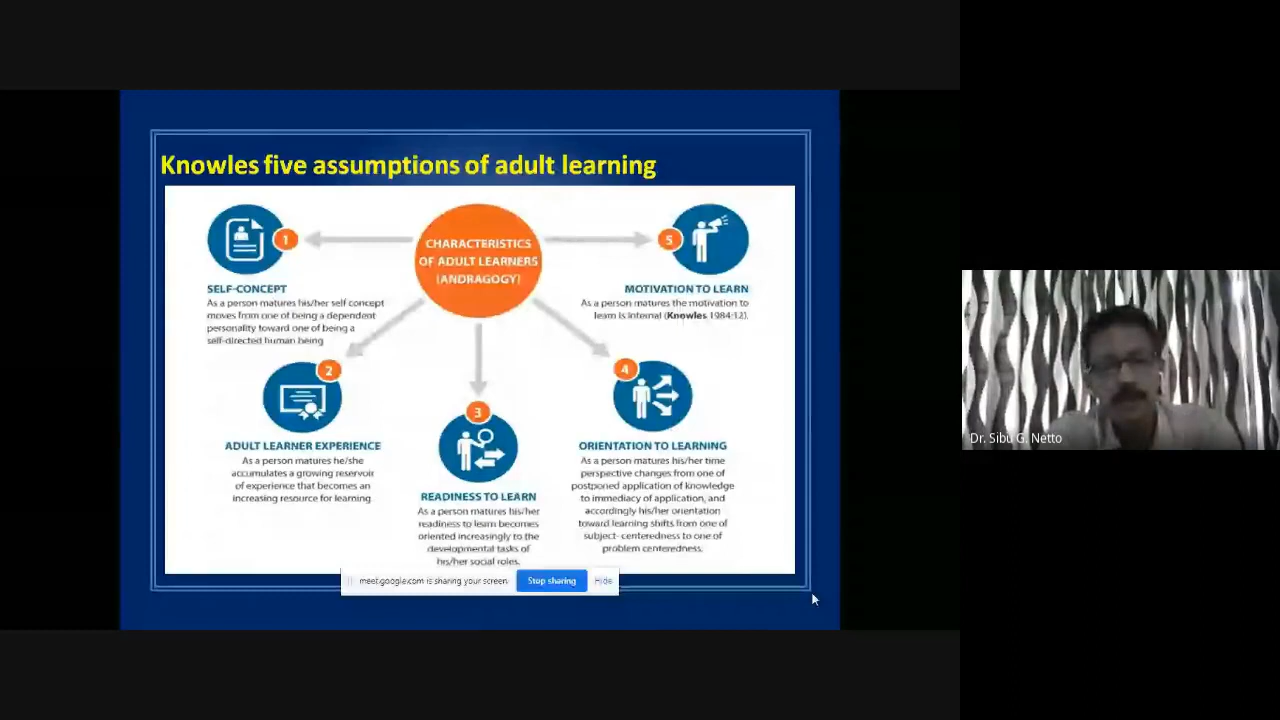 Knowles five assumptions of adult learning
CHARACTERISTICS
OF ADULT LEARNERS
(ANDRAGOGY)
1
SELF-CONCEPT
As a person matures his/her self concept
moves from one of being a dependent
personality toward one of being a
self-directed human being
2
ADULT LEARNER EXPERIENCE
As a person matures he/she
accumulates a growing reservoir
of experience that becomes an
increasing resource for learning.
3
READINESS TO LEARN
As a person matures his/her
readiness to learn becomes
oriented increasingly to the
developmental tasks of
his/her social roles.
4
ORIENTATION TO LEARNING
As a person matures his/her time
perspective changes from one of
postponed application of knowledge
to immediacy of application, and
accordingly his/her orientation
toward learning shifts from one of
subject- centeredness to one of
problem centeredness.
5
MOTIVATION TO LEARN
As a person matures the motivation to
learn is internal (Knowles 1984:12).
meet.google.com is sharing your screen.
Stop sharing
Hide
Dr. Sibu G. Netto